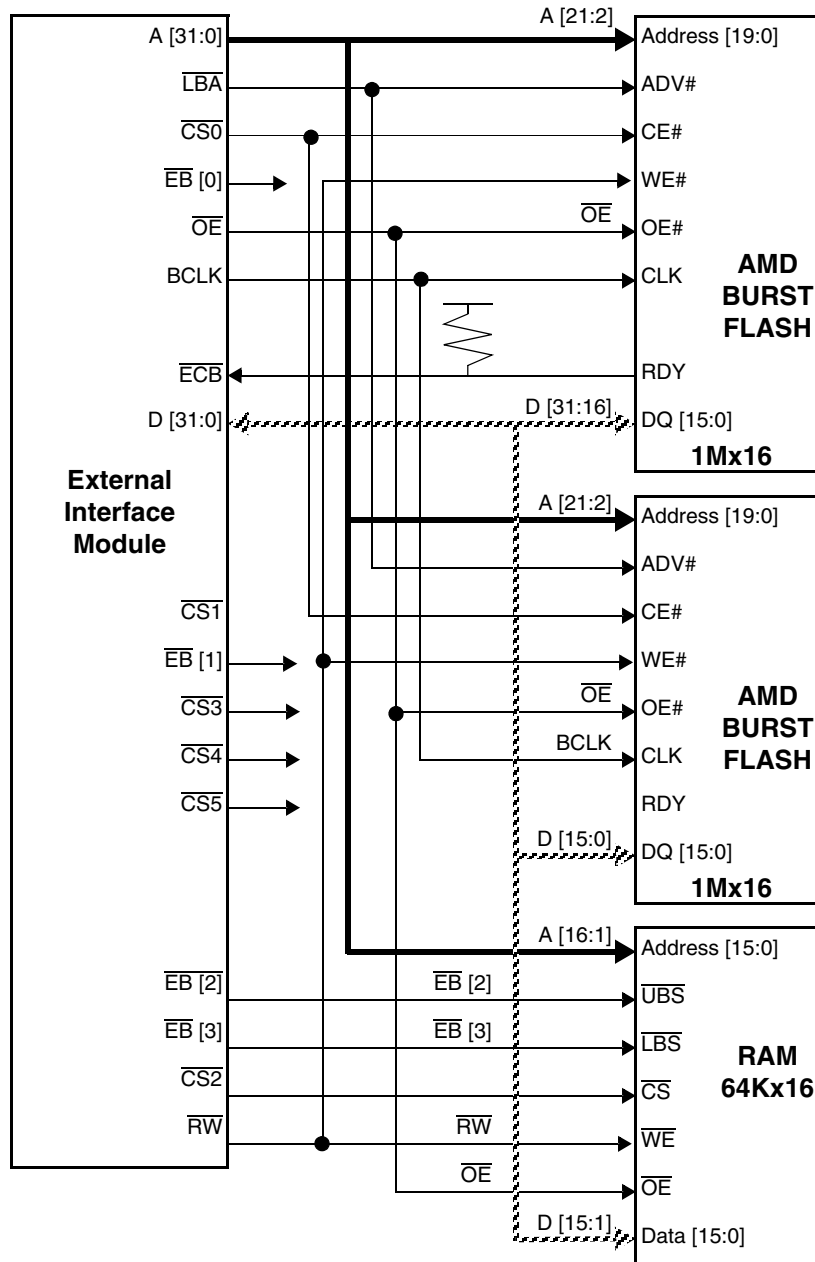 A [31:0]
LBA
CS0
EB [0]
OE
BCLK
ECB
D [31:0]
External
Interface
Module
CS1
EB [1]
CS3
CS4
CS5
EB [2]
EB [3]
CS2
RW
A [21:2]
OE
D [31:16]
A [21:2]
OE
BCLK
D [15:0]
A [16:1]
EB [2]
EB [3]
RW
OE
D [15:1]
Address [19:0]
ADV#
CE#
WE#
OE#
CLK
RDY
DQ [15:0]
AMD
BURST
FLASH
1Mx16
Address [19:0]
ADV#
CE#
WE#
OE#
CLK
RDY
DQ [15:0]
AMD
BURST
FLASH
1Mx16
Address [15:0]
UBS
LBS
CS
WE
OE
Data [15:0]
RAM
64Kx16